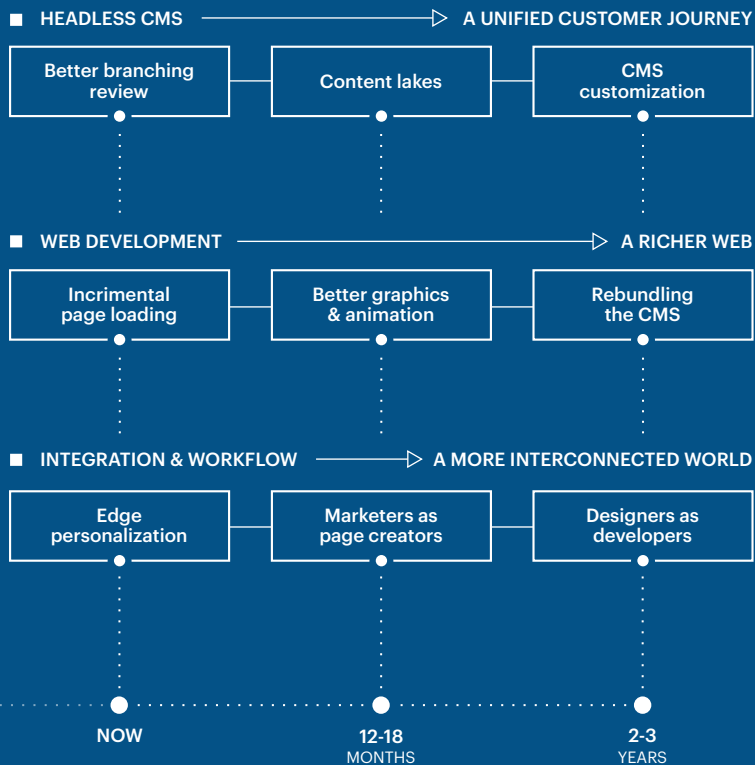 HEADLESS CMS
A UNIFIED CUSTOMER JOURNEY
Better branching
review
Content lakes
CMS
customization
WEB DEVELOPMENT
A RICHER WEB
Incrimental
page loading
Better graphics
& animation
Rebundling
the CMS
INTEGRATION & WORKFLOW
A MORE INTERCONNECTED WORLD
Edge
personalization
Marketers as
page creators
Designers as
developers
NOW
12-18
MONTHS
2-3
YEARS